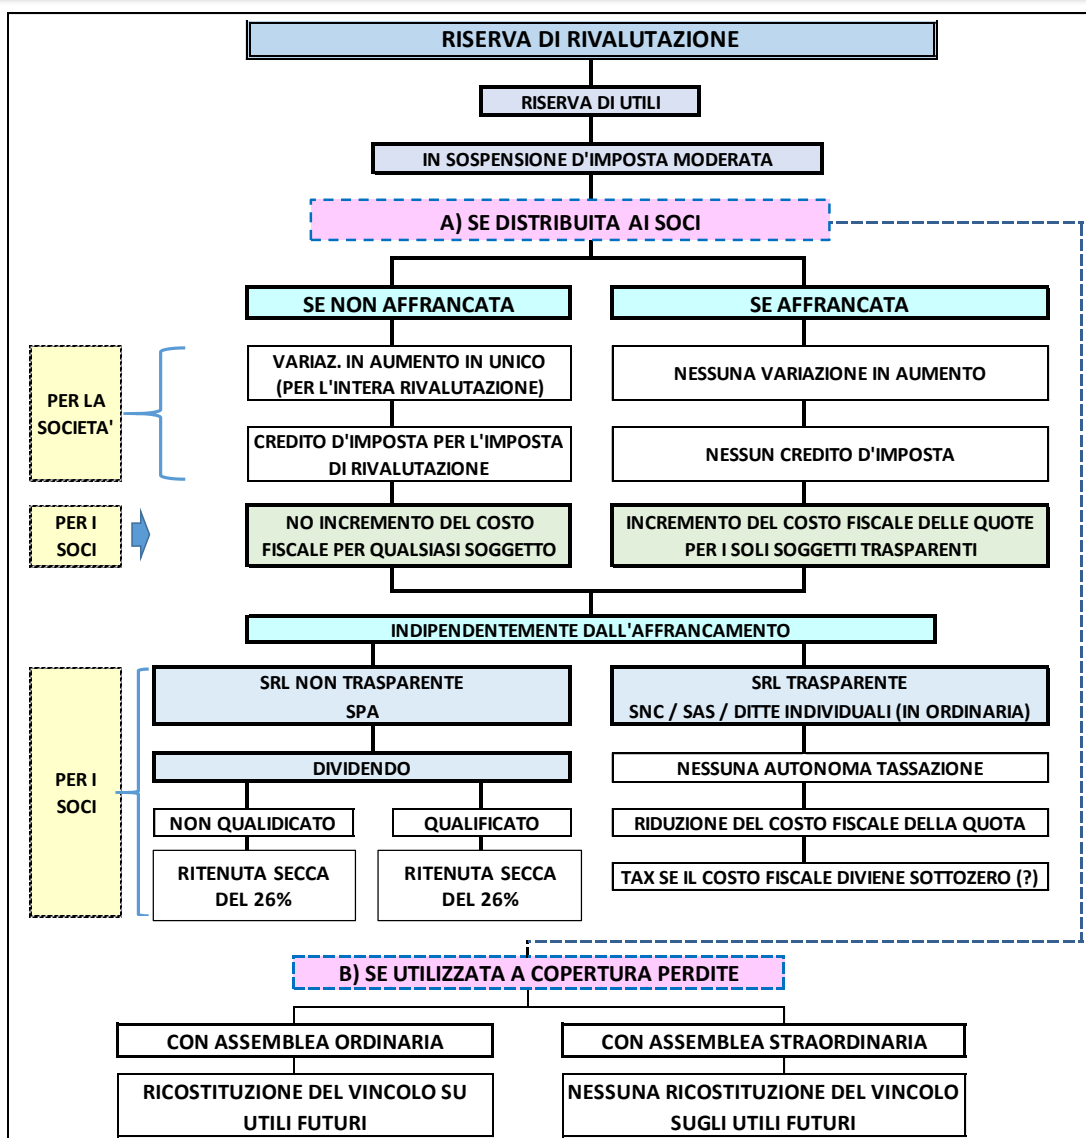 RISERVA DI RIVALUTAZIONE
RISERVA DI UTILI
IN SOSPENSIONE D'IMPOSTA MODERATA
A) SE DISTRIBUITA AI SOCI
SE NON AFFRANCATA
SE AFFRANCATA
PER LA
SOCIETA'
VARIAZ. IN AUMENTO IN UNICO
(PER L'INTERA RIVALUTAZIONE)
NESSUNA VARIAZIONE IN AUMENTO
CREDITO D'IMPOSTA PER L'IMPOSTA
DI RIVALUTAZIONE
NESSUN CREDITO D'IMPOSTA
PER I
SOCI
NO INCREMENTO DEL COSTO
FISCALE PER QUALSIASI SOGGETTO
INCREMENTO DEL COSTO FISCALE DELLE QUOTE
PER I SOLI SOGGETTI TRASPARENTI
INDIPENDENTEMENTE DALL'AFFRANCAMENTO
PER I
SOCI
SRL NON TRASPARENTE
SPA
SRL TRASPARENTE
SNC / SAS / DITTE INDIVIDUALI (IN ORDINARIA)
DIVIDENDO
NESSUNA AUTONOMA TASSAZIONE
NON QUALIDICATO
QUALIFICATO
RIDUZIONE DEL COSTO FISCALE DELLA QUOTA
RITENUTA SECCA
DEL 26%
RITENUTA SECCA
DEL 26%
TAX SE IL COSTO FISCALE DIVIENE SOTTOZERO (?)
B) SE UTILIZZATA A COPERTURA PERDITE
CON ASSEMBLEA ORDINARIA
CON ASSEMBLEA STRAORDINARIA
RICOSTITUZIONE DEL VINCOLO SU
UTILI FUTURI
NESSUNA RICOSTITUZIONE DEL VINCOLO
SUGLI UTILI FUTURI